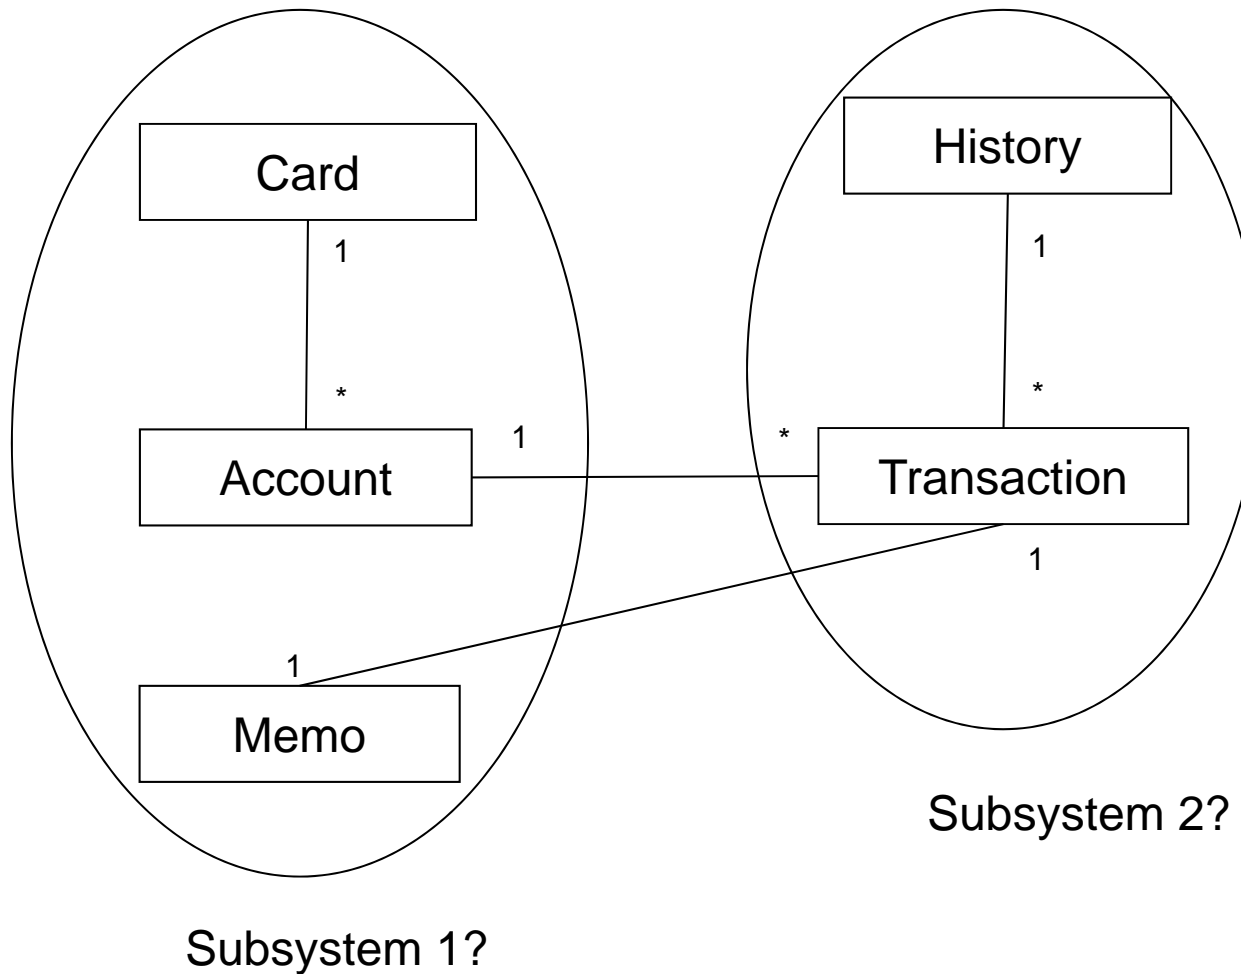 Card
1
*
Account
1
1
Memo
Subsystem 1?
History
1
*
*
Transaction
1
Subsystem 2?